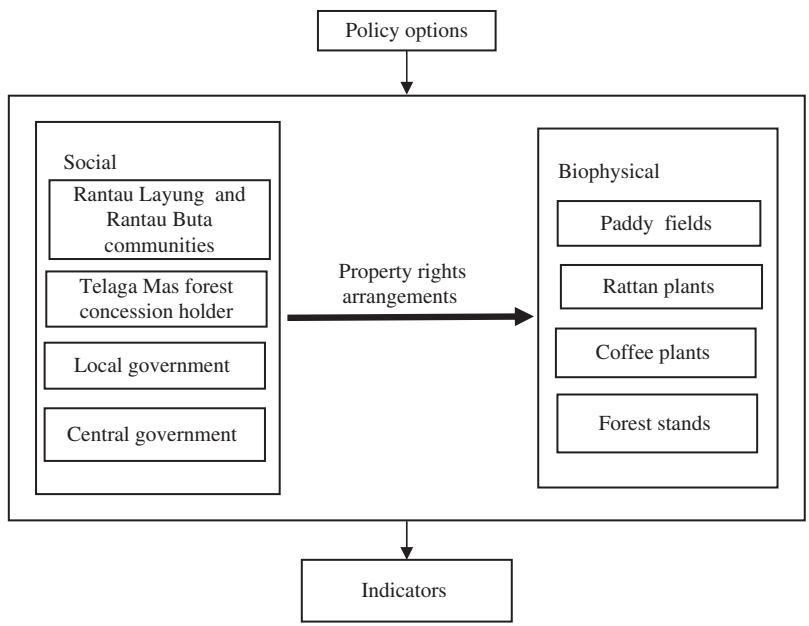 Policy options
Social
Rantau Layung and
Rantau Buta
communities
Telaga Mas forest
concession holder
Local government
Central government
Property rights
arrangements
Biophysical
Paddy fields
Rattan plants
Coffee plants
Forest stands
Indicators